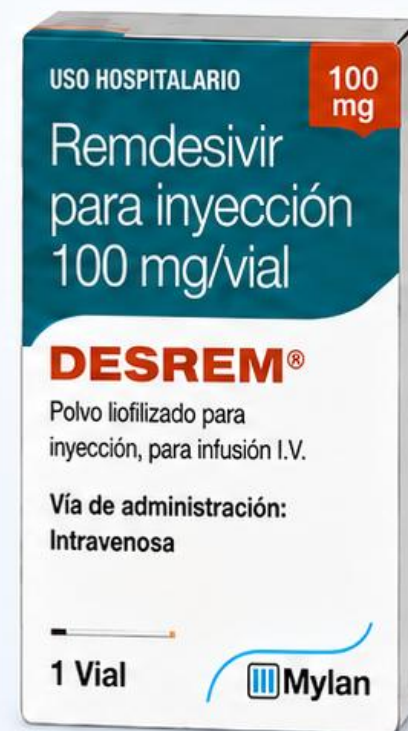 USO HOSPITALARIO
100
mg
Remdesivir
para inyección
100 mg/vial
DESREM®
Polvo liofilizado para
inyección, para infusión I.V.
Vía de administración:
Intravenosa
1 Vial
Mylan